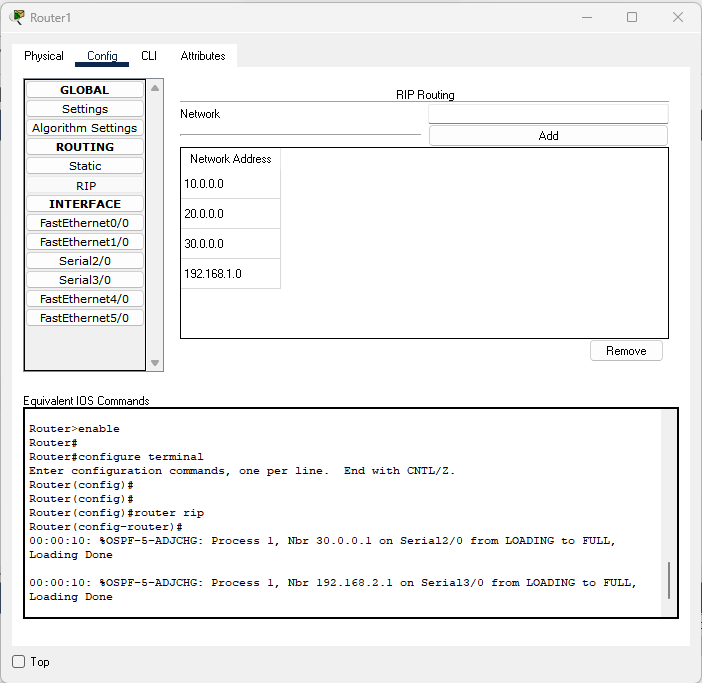 Router1
Physical Config CLI Attributes
GLOBAL
Settings
Algorithm Settings
ROUTING
Static
RIP
INTERFACE
FastEthernet0/0
FastEthernet1/0
Serial2/0
Serial3/0
FastEthernet4/0
FastEthernet5/0
RIP Routing
Network
Add
Network Address
10.0.0.0
20.0.0.0
30.0.0.0
192.168.1.0
Remove
Equivalent IOS Commands
Router>enable
Router#
Router#configure terminal
Enter configuration commands, one per line.  End with CNTL/Z.
Router(config)#
Router(config)#
Router(config)#router rip
Router(config-router)#
00:00:10: %OSPF-5-ADJCHG: Process 1, Nbr 30.0.0.1 on Serial2/0 from LOADING to FULL,
Loading Done
00:00:10: %OSPF-5-ADJCHG: Process 1, Nbr 192.168.2.1 on Serial3/0 from LOADING to FULL,
Loading Done
Top